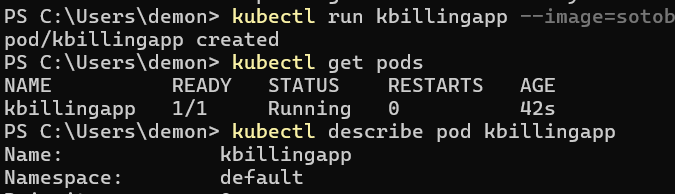 PS C:\Users\demon> kubectl run kbillingapp --image=sotob
pod/kbillingapp created
PS C:\Users\demon> kubectl get pods
NAME READY STATUS RESTARTS AGE
kbillingapp 1/1 Running 0 42s
PS C:\Users\demon> kubectl describe pod kbillingapp
Name: kbillingapp
Namespace: default